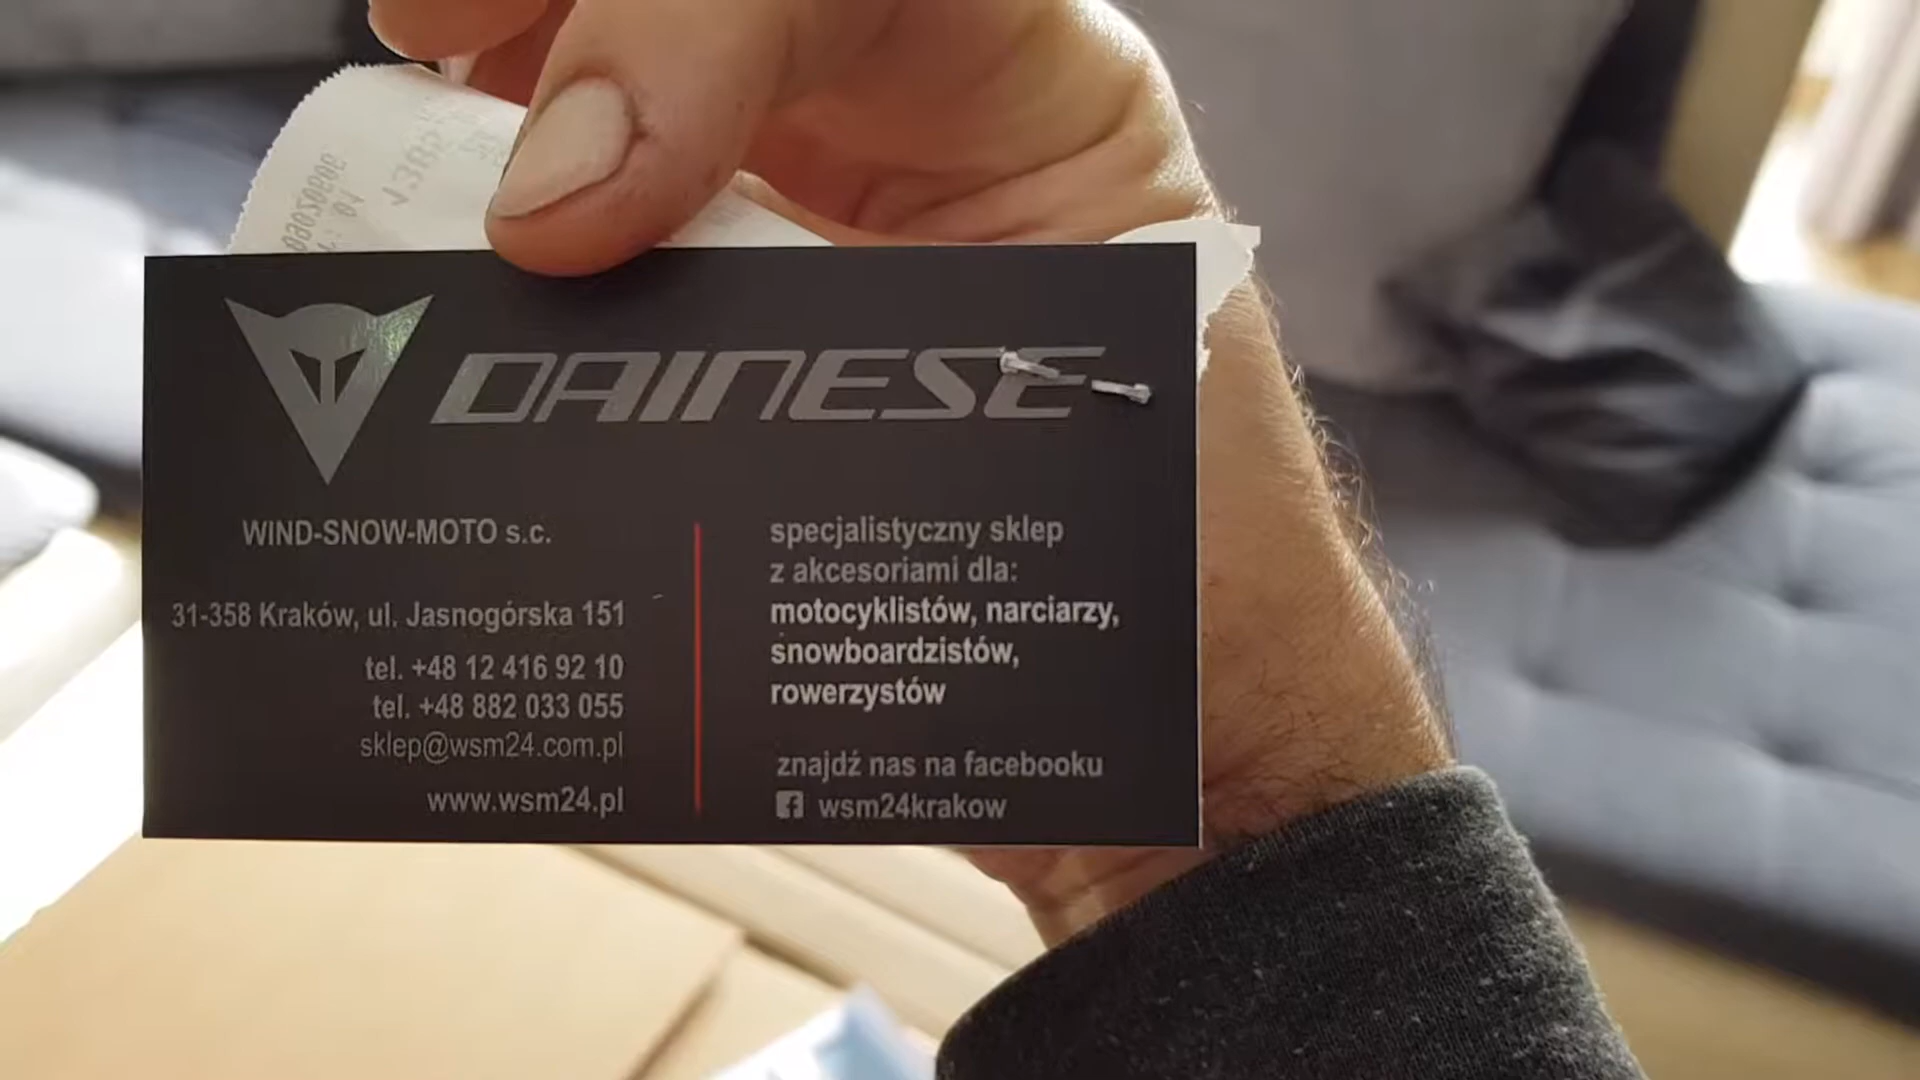 DAINESE
WIND-SNOW-MOTO s.c.
31-358 Kraków, ul. Jasnogórska 151
tel. +48 12 416 92 10
tel. +48 882 033 055
sklep@wsm24.com.pl
www.wsm24.pl
specjalistyczny sklep
z akcesoriami dla:
motocyklistów, narciarzy,
snowboardzistów,
rowerzystów
znajdź nas na facebooku
f wsm24krakow